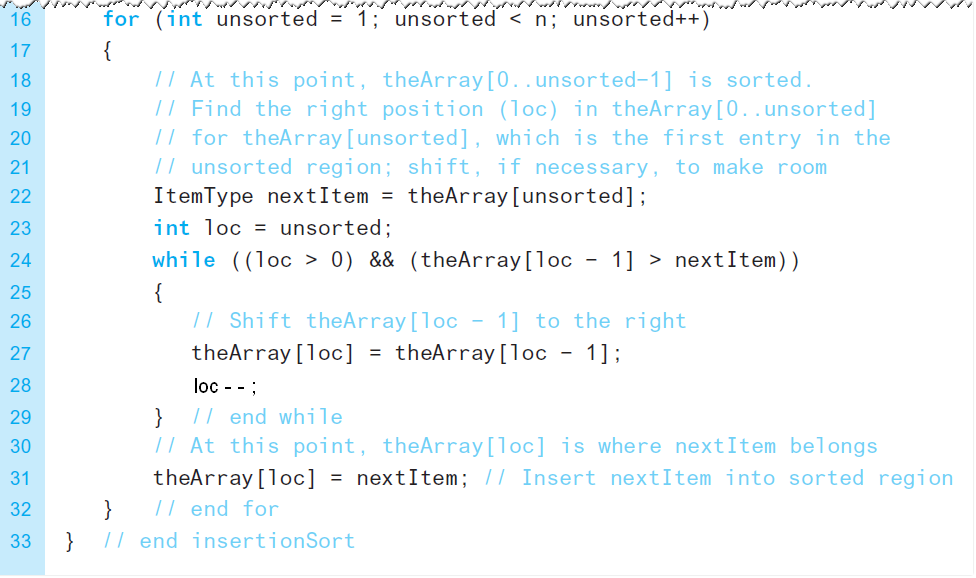 16 for (int unsorted = 1; unsorted < n; unsorted++)
17 {
18 // At this point, theArray[0..unsorted−1] is sorted.
19 // Find the right position (loc) in theArray[0..unsorted]
20 // for theArray[unsorted], which is the first entry in the
21 // unsorted region; shift, if necessary, to make room
22 ItemType nextItem = theArray[unsorted];
23 int loc = unsorted;
24 while ((loc > 0) && (theArray[loc − 1] > nextItem))
25 {
26 // Shift theArray[loc − 1] to the right
27 theArray[loc] = theArray[loc − 1];
28 loc - - ;
29 } // end while
30 // At this point, theArray[loc] is where nextItem belongs
31 theArray[loc] = nextItem; // Insert nextItem into sorted region
32 } // end for
33 } // end insertionSort